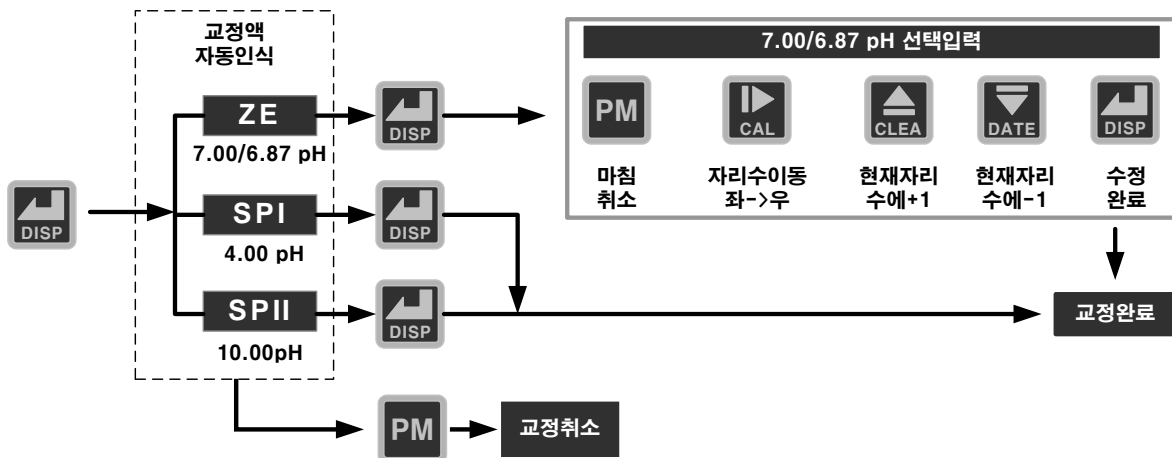 교정액
자동인식
ZE
7.00/6.87 pH
SPI
4.00 pH
SPII
10.00pH
DISP
DISP
DISP
DISP
7.00/6.87 pH 선택입력
PM
CAL
CLEA
DATE
DISP
마침
취소
자리수이동
좌->우
현재자리
수에+1
현재자리
수에-1
수정
완료
교정완료
PM
교정취소